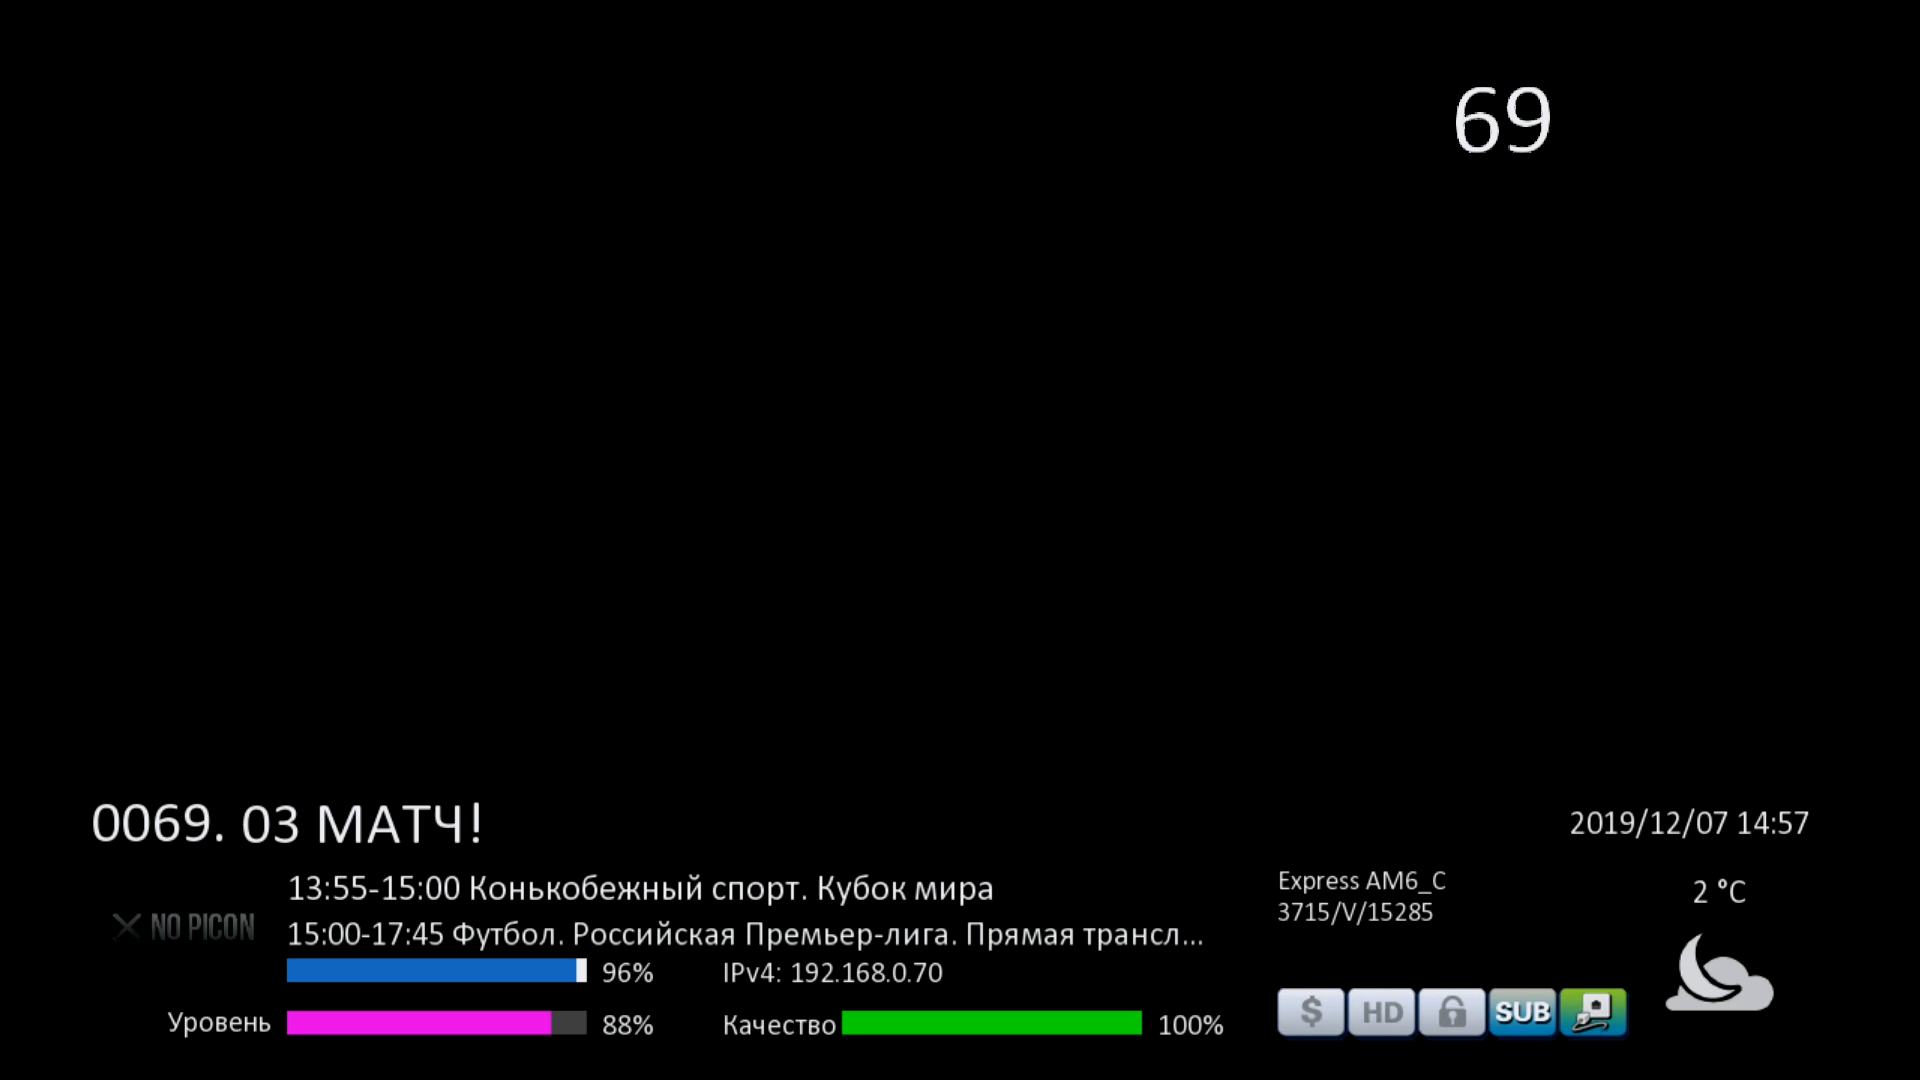 69
0069. 03 МАТЧ!
2019/12/07 14:57
13:55-15:00 Конькобежный спорт. Кубок мира
15:00-17:45 Футбол. Российская Премьер-лига. Прямая трансл...
NO PICON
96%
IPv4: 192.168.0.70
Уровень 88%
Качество 100%
Express AM6_C
3715/V/15285
2 °C
$ HD SUB